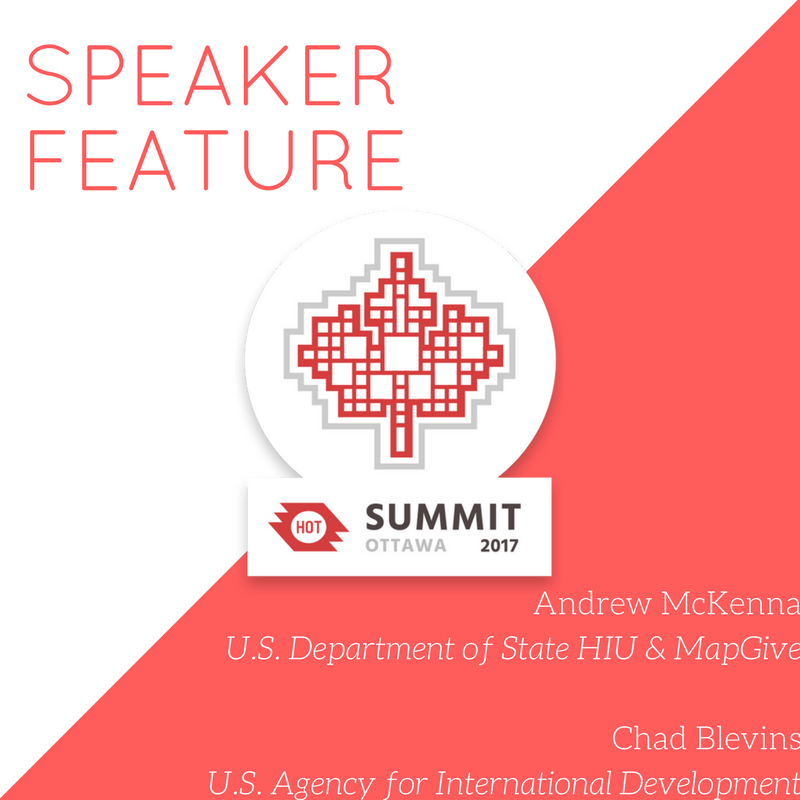 SPEAKER
FEATURE
HOT
SUMMIT
OTTAWA 2017
Andrew McKenna
U.S. Department of State HIU & MapGive
Chad Blevins
U.S. Agency for International Development